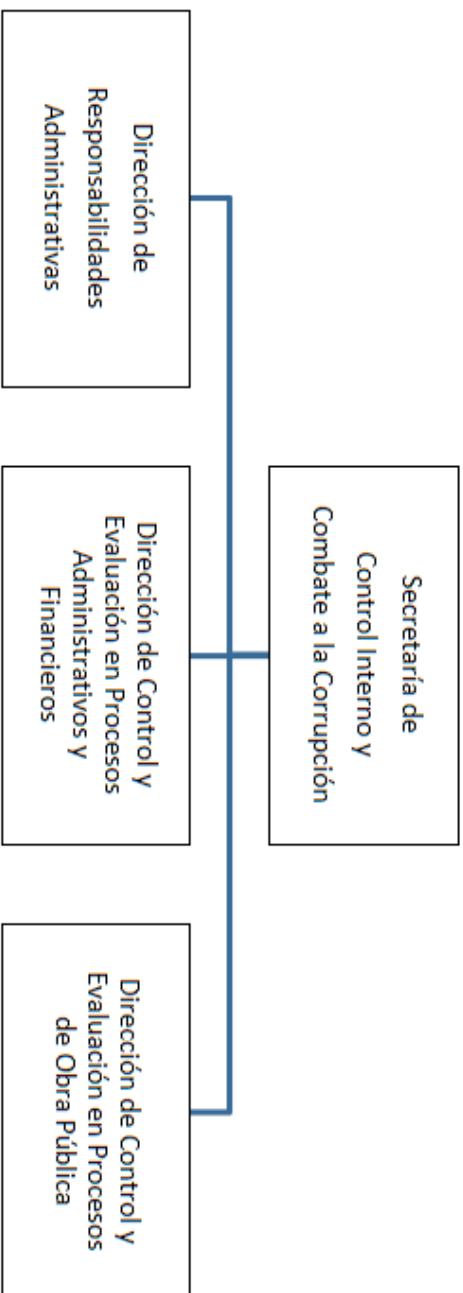 Secretaría de
Control Interno y
Combate a la Corrupción
Dirección de
Responsabilidades
Administrativas
Dirección de Control y
Evaluación en Procesos
Administrativos y
Financieros
Dirección de Control y
Evaluación en Procesos
de Obra Pública